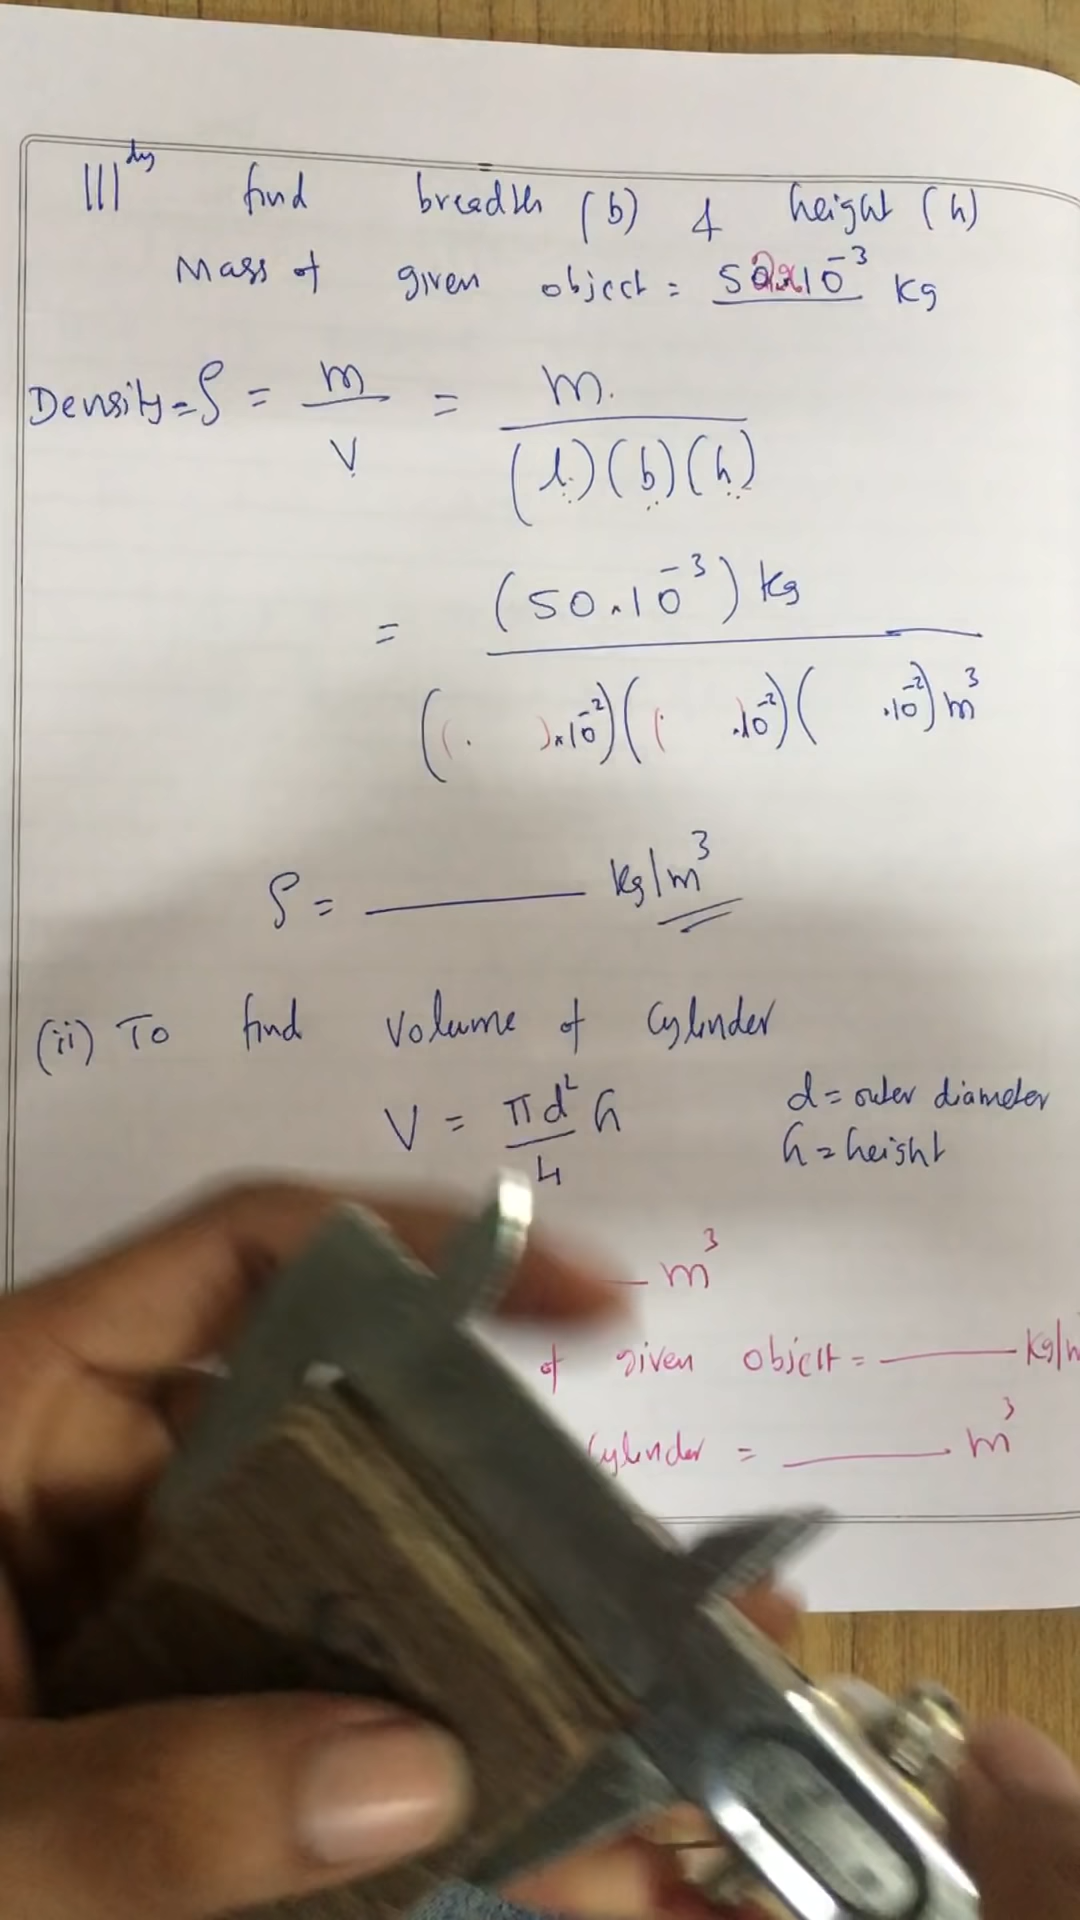 IIIly find breadth (b) & height (h)
Mass of given object = 50×10⁻³ Kg
Density = ρ = m/V = m./(l)(b)(h)
= (50×10⁻³) kg / (( )×10⁻²)(( ×10⁻²)( ×10⁻²) m³
ρ = ______ kg/m³
(ii) To find Volume of Cylinder
V = πd²/4 h
d = outer diameter
h = height
— m³
of given object = ______ Kg/m
Cylinder = ______ m³